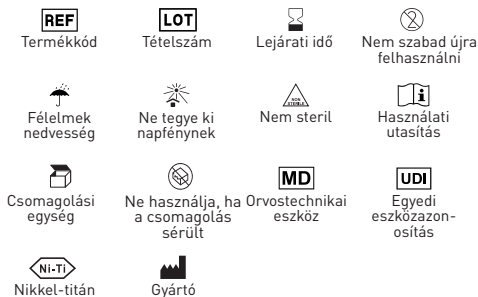 REF
Termékkód
LOT
Tételszám
Lejárati idő
2
Nem szabad újra
felhasználni
Félelmek
nedvesség
Ne tegye ki
napfénynek
NON
STERILE
Nem steril
i
Használati
utasítás
Csomagolási
egység
Ne használja, ha
a csomagolás
sérült
MD
Orvostechnikai
eszköz
UDI
Egyedi
eszközazon-
osítás
Ni-Ti
Nikkel-titán
Gyártó